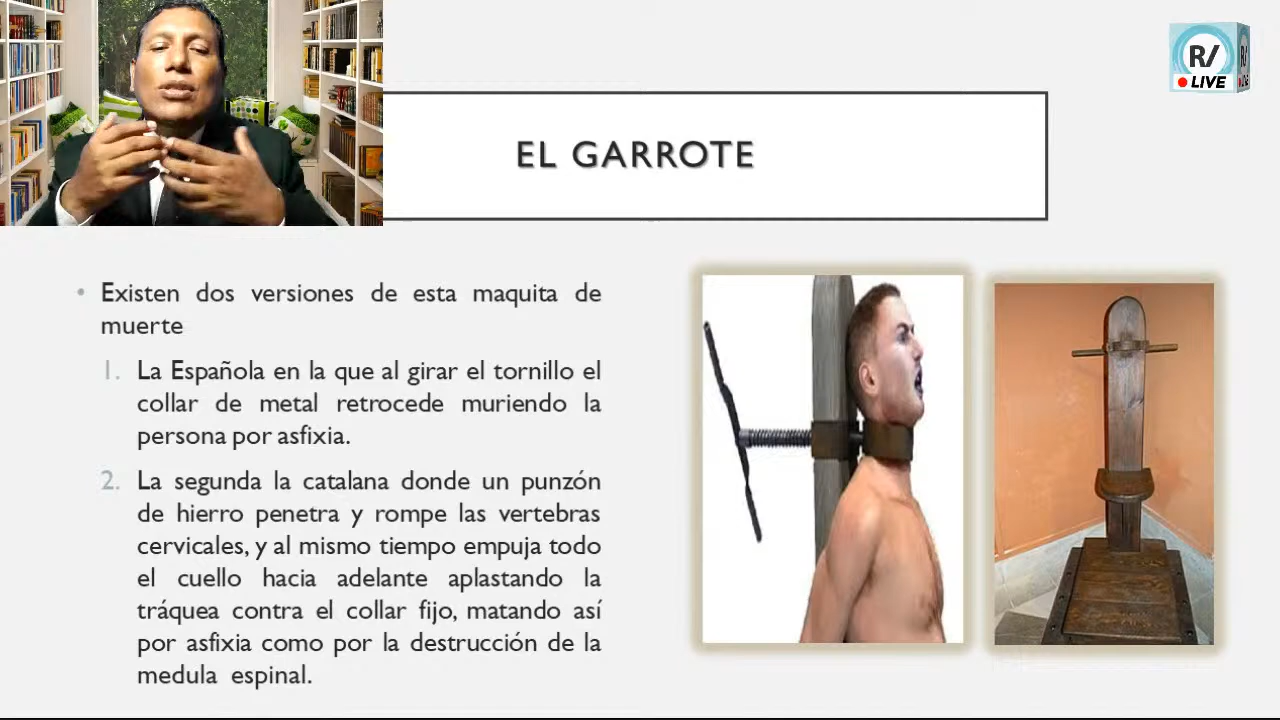 R/
LIVE
EL GARROTE
• Existen dos versiones de esta maquita de
muerte
1. La Española en la que al girar el tornillo el
collar de metal retrocede muriendo la
persona por asfixia.
2. La segunda la catalana donde un punzón
de hierro penetra y rompe las vertebras
cervicales, y al mismo tiempo empuja todo
el cuello hacia adelante aplastando la
tráquea contra el collar fijo, matando así
por asfixia como por la destrucción de la
medula espinal.